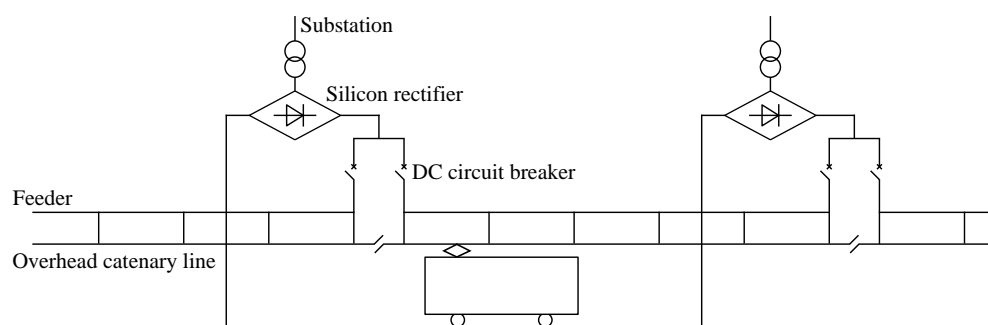 Substation
Silicon rectifier
DC circuit breaker
Feeder
Overhead catenary line